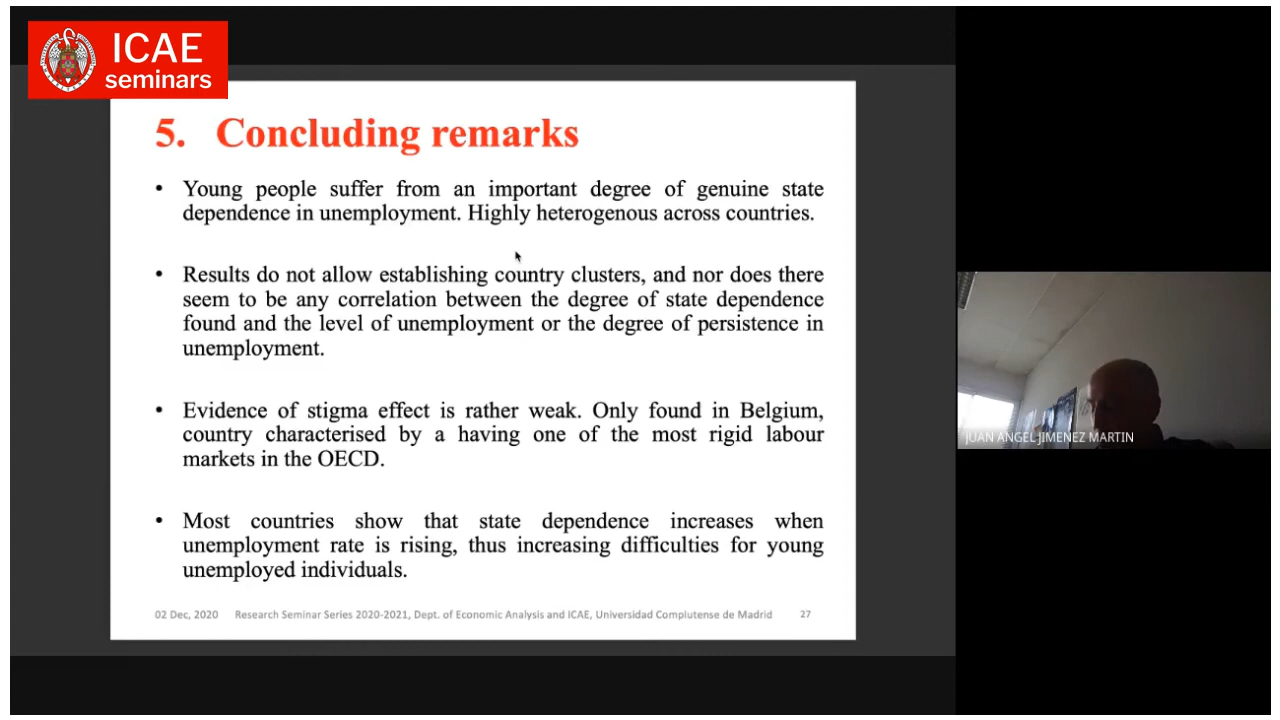 ICAE
seminars
5. Concluding remarks
• Young people suffer from an important degree of genuine state
dependence in unemployment. Highly heterogenous across countries.
• Results do not allow establishing country clusters, and nor does there
seem to be any correlation between the degree of state dependence
found and the level of unemployment or the degree of persistence in
unemployment.
• Evidence of stigma effect is rather weak. Only found in Belgium,
country characterised by a having one of the most rigid labour
markets in the OECD.
• Most countries show that state dependence increases when
unemployment rate is rising, thus increasing difficulties for young
unemployed individuals.
02 Dec, 2020 Research Seminar Series 2020-2021, Dept. of Economic Analysis and ICAE, Universidad Complutense de Madrid 27
JUAN ANGEL JIMENEZ MARTIN